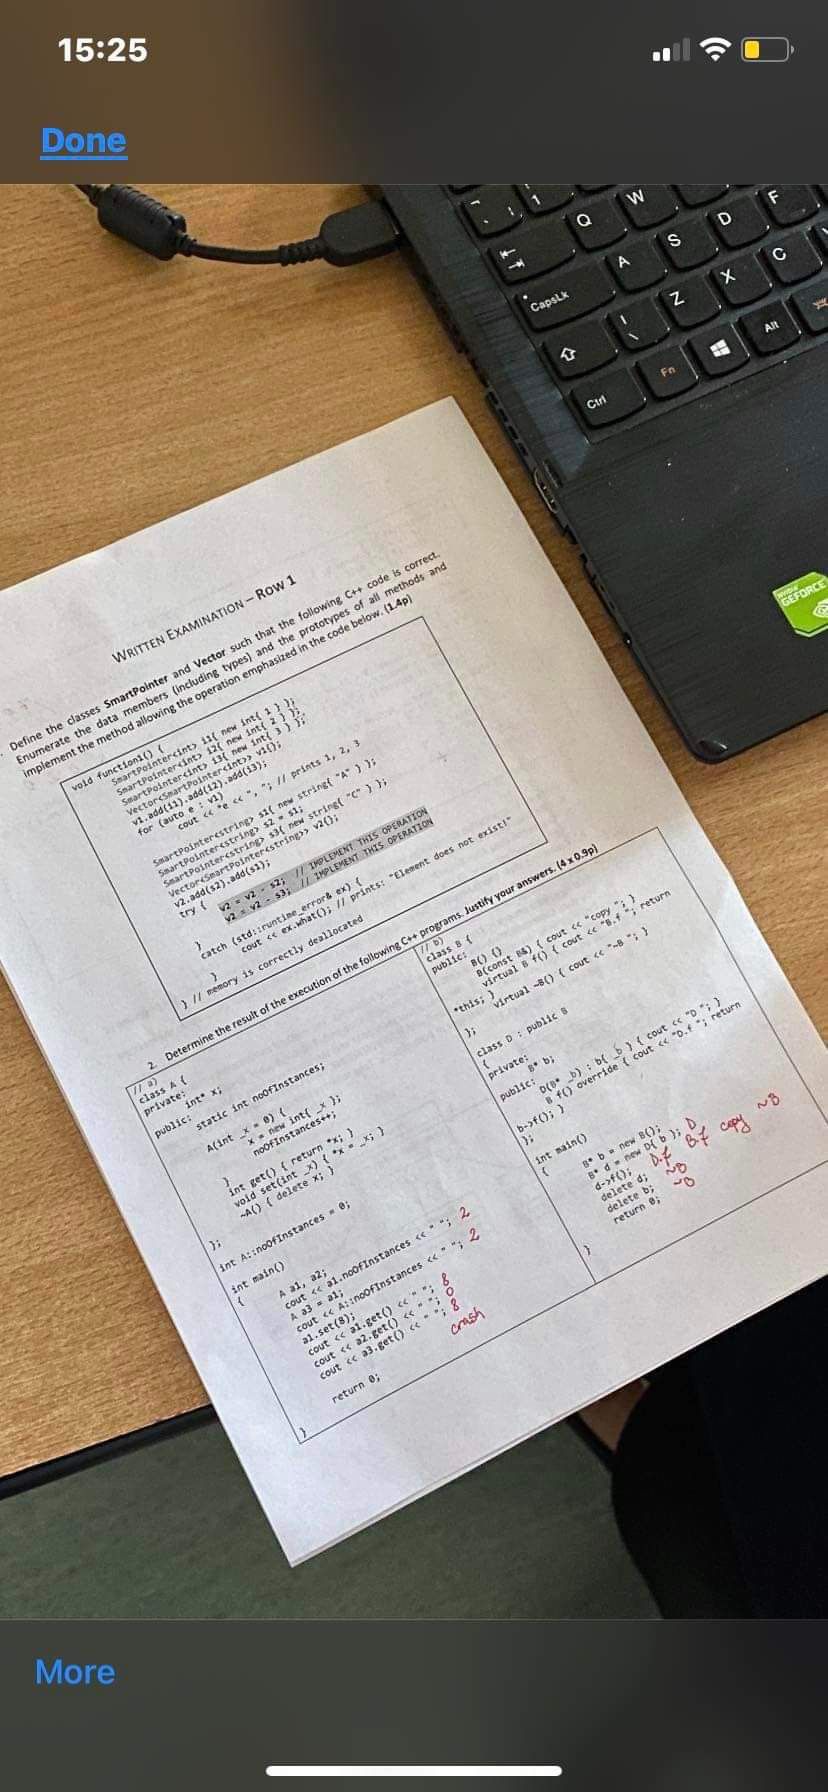 15:25
Done
Q
W
F
A
S
D
CapsLk
Z
X
C
Ctrl
Fn
Alt
NVIDIA
GEFORCE
WRITTEN EXAMINATION – ROW 1
Define the classes SmartPointer and Vector such that the following C++ code is correct.
Enumerate the data members (including types) and the prototypes of all methods and
implement the method allowing the operation emphasized in the code below. (1.4p)
void function1() {
SmartPointer<int> i1{ new int{ 1 } };
SmartPointer<int> i2{ new int{ 2 } };
SmartPointer<int> i3{ new int{ 3 } };
Vector<SmartPointer<int>> v1{};
v1.add(i1).add(i2).add(i3);
for (auto e : v1)
cout << *e << ", "; // prints 1, 2, 3
SmartPointer<string> s1{ new string{ "A" } };
SmartPointer<string> s2 = s1;
SmartPointer<string> s3{ new string{ "C" } };
Vector<SmartPointer<string>> v2{};
v2.add(s2).add(s1);
try {
v2 = v2 - s2; // IMPLEMENT THIS OPERATION
v2 = v2 - s3; // IMPLEMENT THIS OPERATION
}
catch (std::runtime_error& ex) {
cout << ex.what(); // prints: "Element does not exist!"
}
} // memory is correctly deallocated
2. Determine the result of the execution of the following C++ programs. Justify your answers. (4 x 0.9p)
// a)
class A {
private:
int* x;
public:
static int noOfInstances;
A(int _x = 0) {
x = new int{ _x };
noOfInstances++;
}
int get() { return *x; }
void set(int _x) { *x = _x; }
~A() { delete x; }
};
int A::noOfInstances = 0;
int main()
{
A a1, a2;
cout << a1.noOfInstances << " "; 2
A a3 = a1;
cout << A::noOfInstances << " "; 2
a1.set(8);
cout << a1.get() << " "; 8
cout << a2.get() << " "; 0
cout << a3.get() << " "; 8
crash
return 0;
}
// b)
class B {
public:
B() {}
B(const B&) { cout << "copy "; }
virtual B f() { cout << "B.f "; return
*this; }
virtual ~B() { cout << "~B "; }
};
class D : public B
{
private:
B* b;
public:
D(B* _b) : b{ _b } { cout << "D "; }
B f() override { cout << "D.f "; return
b->f(); }
};
int main()
{
B* b = new B();
B* d = new D{ b }; D
d->f(); D.f B.f copy ~B
delete d; ~B
delete b; ~B
return 0;
}
More